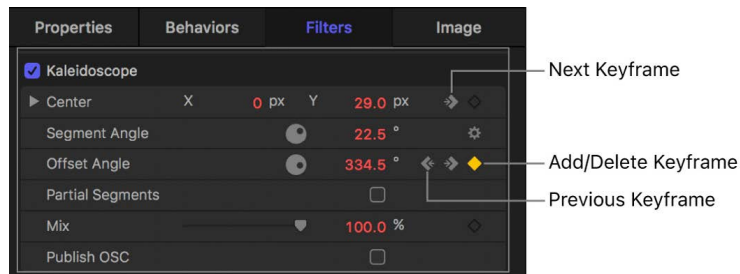 Properties Behaviors Filters Image
Kaleidoscope
Next Keyframe
Center X 0 px Y 29.0 px
Segment Angle 22.5 °
Offset Angle 334.5 °
Add/Delete Keyframe
Partial Segments
Previous Keyframe
Mix 100.0 %
Publish OSC